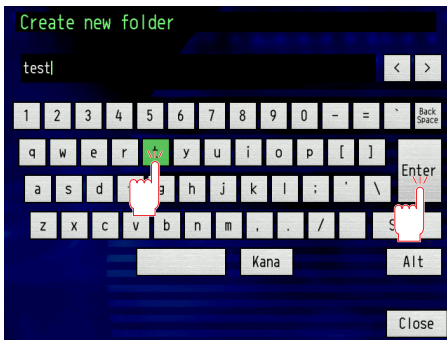 Create new folder
test
< >
1 2 3 4 5 6 7 8 9 0 - = ` Back Space
q w e r t y u i o p [ ]
Enter
a s d g h j k l ; ' \
z x c v b n m , . / S
Kana Alt
Close